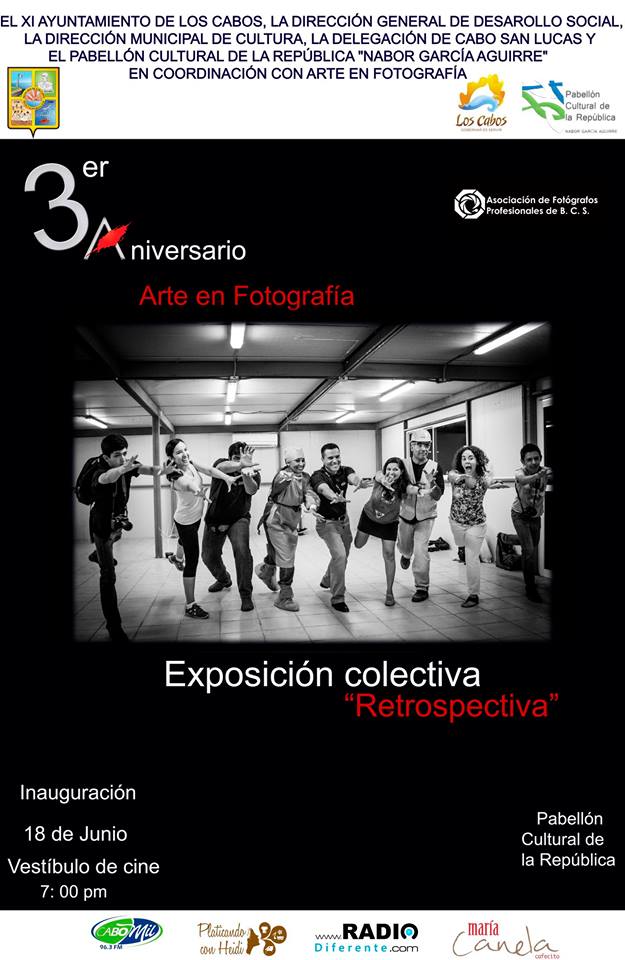 EL XI AYUNTAMIENTO DE LOS CABOS, LA DIRECCIÓN GENERAL DE DESAROLLO SOCIAL,
LA DIRECCIÓN MUNICIPAL DE CULTURA, LA DELEGACIÓN DE CABO SAN LUCAS Y
EL PABELLÓN CULTURAL DE LA REPÚBLICA "NABOR GARCÍA AGUIRRE"
EN COORDINACIÓN CON ARTE EN FOTOGRAFÍA
Los Cabos
GOBERNAR ES SERVIR
Pabellón
Cultural de
la República
NABOR GARCÍA AGUIRRE
3er
Aniversario
Asociación de Fotógrafos
Profesionales de B. C. S.
Arte en Fotografía
Exposición colectiva
“Retrospectiva”
Inauguración
18 de Junio
Vestíbulo de cine
7: 00 pm
Pabellón
Cultural de
la República
CABO Mil
96.3 FM
Platicando
con Heidi
www.RADIO
Diferente.com
maría
Canela
cafecito